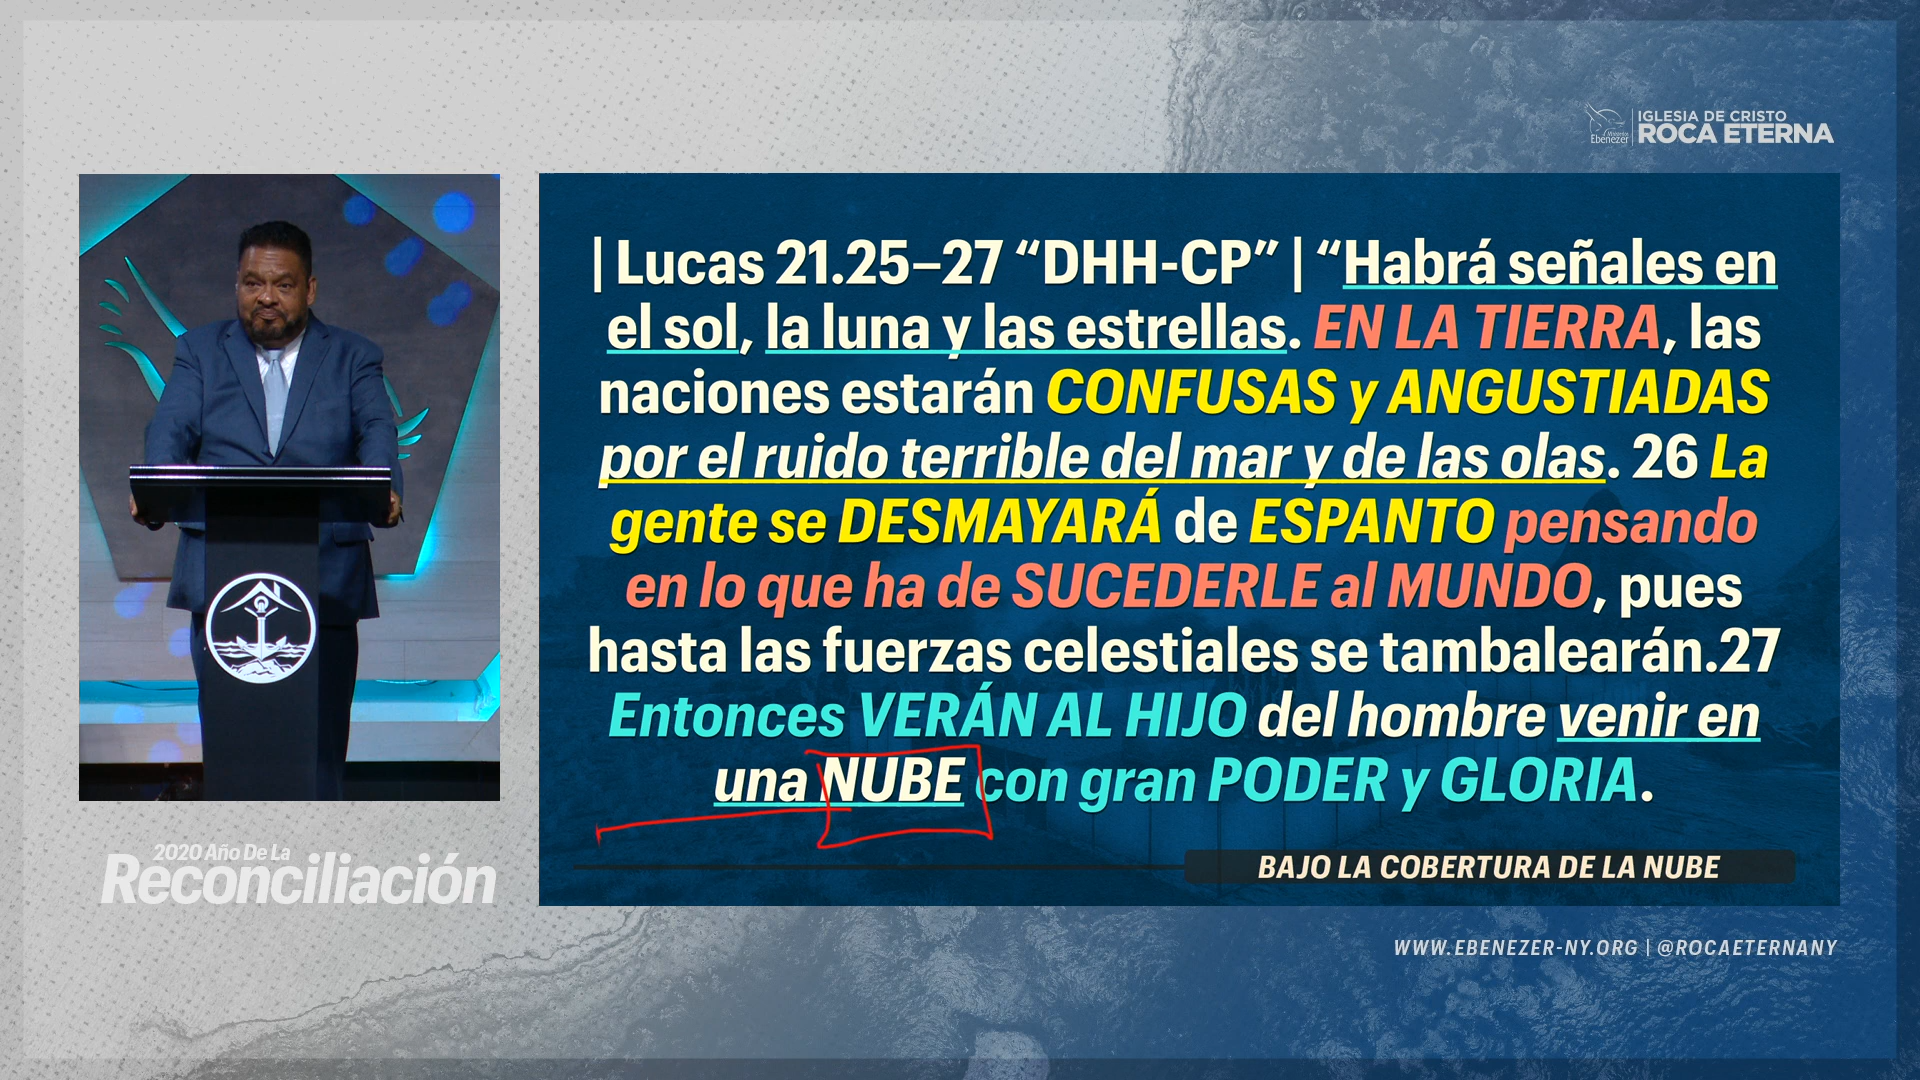 IGLESIA DE CRISTO
ROCA ETERNA
Ebenezer
| Lucas 21.25–27 “DHH-CP” | “Habrá señales en
el sol, la luna y las estrellas. EN LA TIERRA, las
naciones estarán CONFUSAS y ANGUSTIADAS
por el ruido terrible del mar y de las olas. 26 La
gente se DESMAYARÁ de ESPANTO pensando
en lo que ha de SUCEDERLE al MUNDO, pues
hasta las fuerzas celestiales se tambalearán.27
Entonces VERÁN AL HIJO del hombre venir en
una NUBE con gran PODER y GLORIA.
BAJO LA COBERTURA DE LA NUBE
2020 Año De La
Reconciliación
WWW.EBENEZER-NY.ORG | @ROCAETERNANY